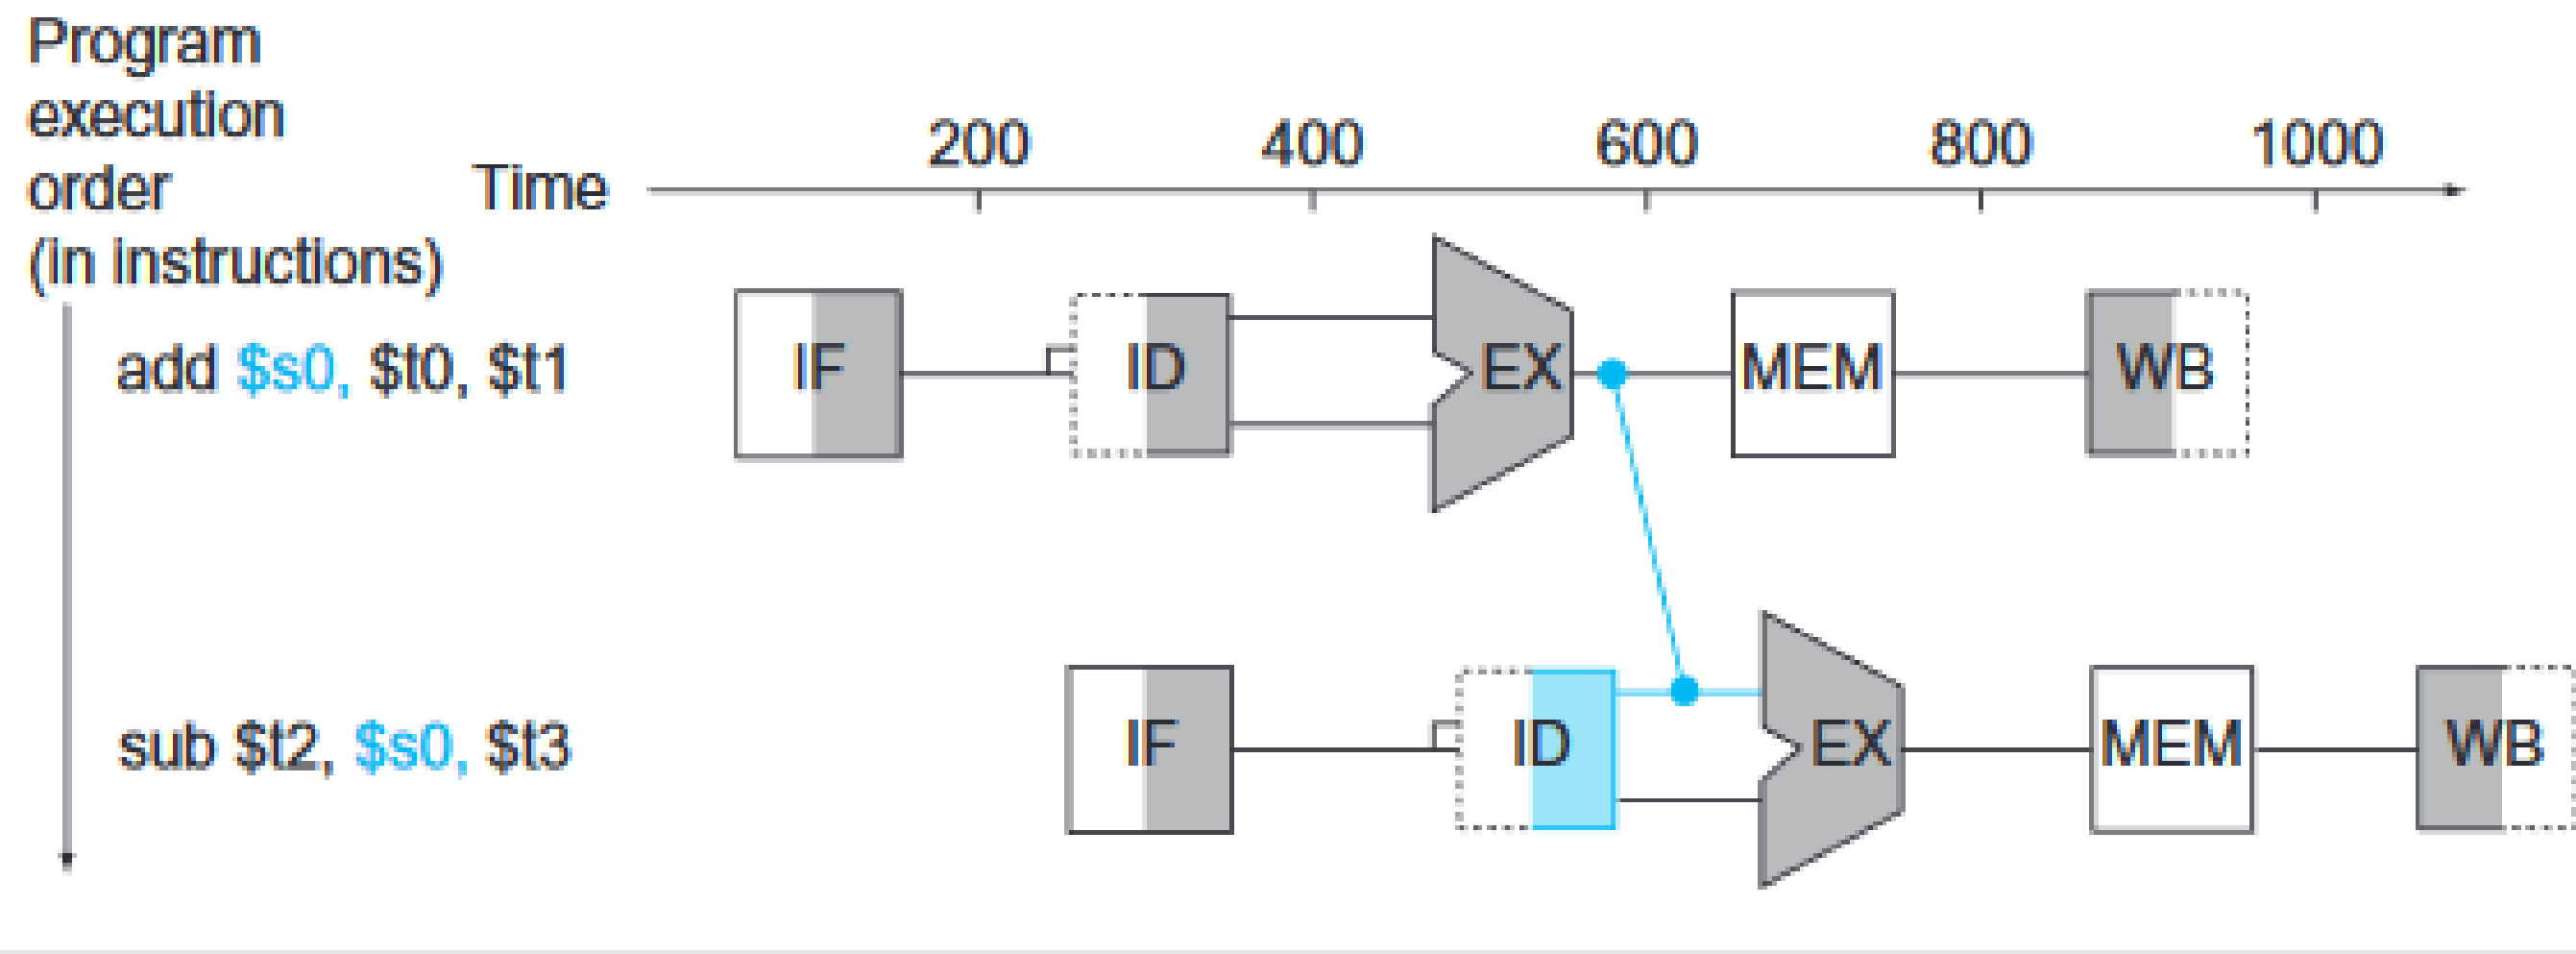 Program
execution
order
(in instructions)
Time
200 400 600 800 1000
add $s0, $t0, $t1
IF ID EX MEM WB
sub $t2, $s0, $t3
IF ID EX MEM WB